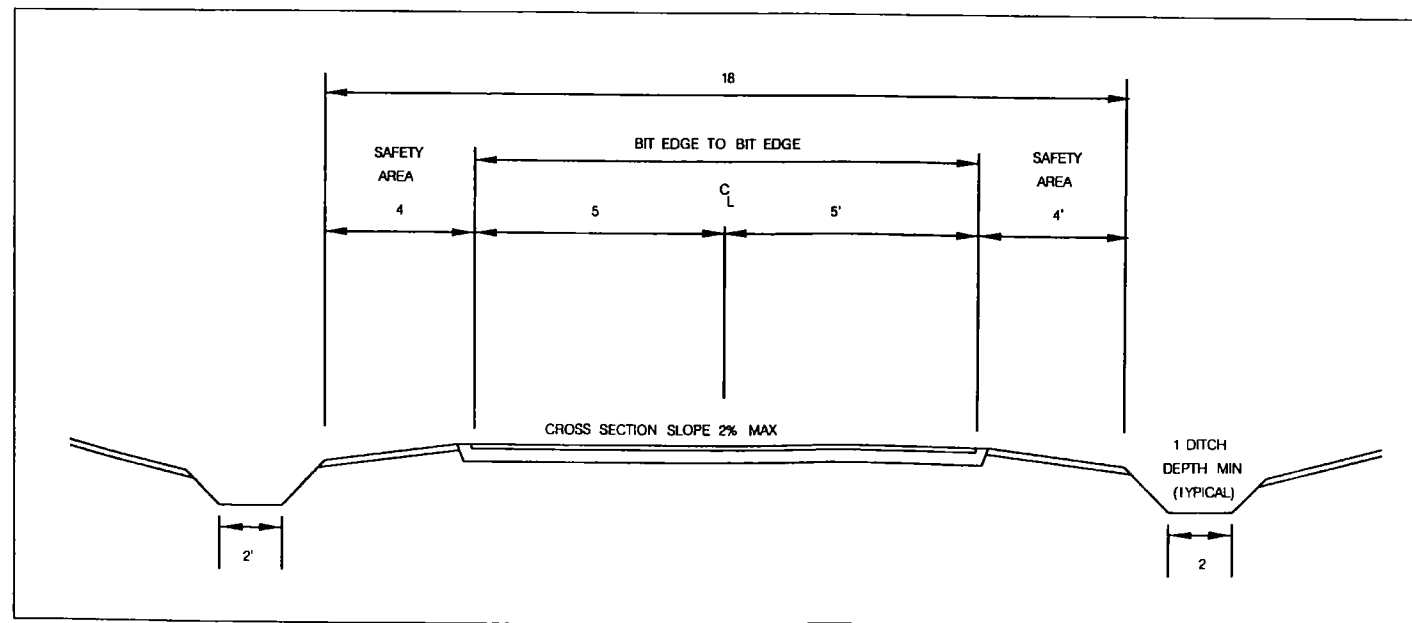 18
BIT EDGE TO BIT EDGE
SAFETY
AREA
4
SAFETY
AREA
4'
C
L
5
5'
CROSS SECTION SLOPE 2% MAX
1 DITCH
DEPTH MIN
(TYPICAL)
2'
2